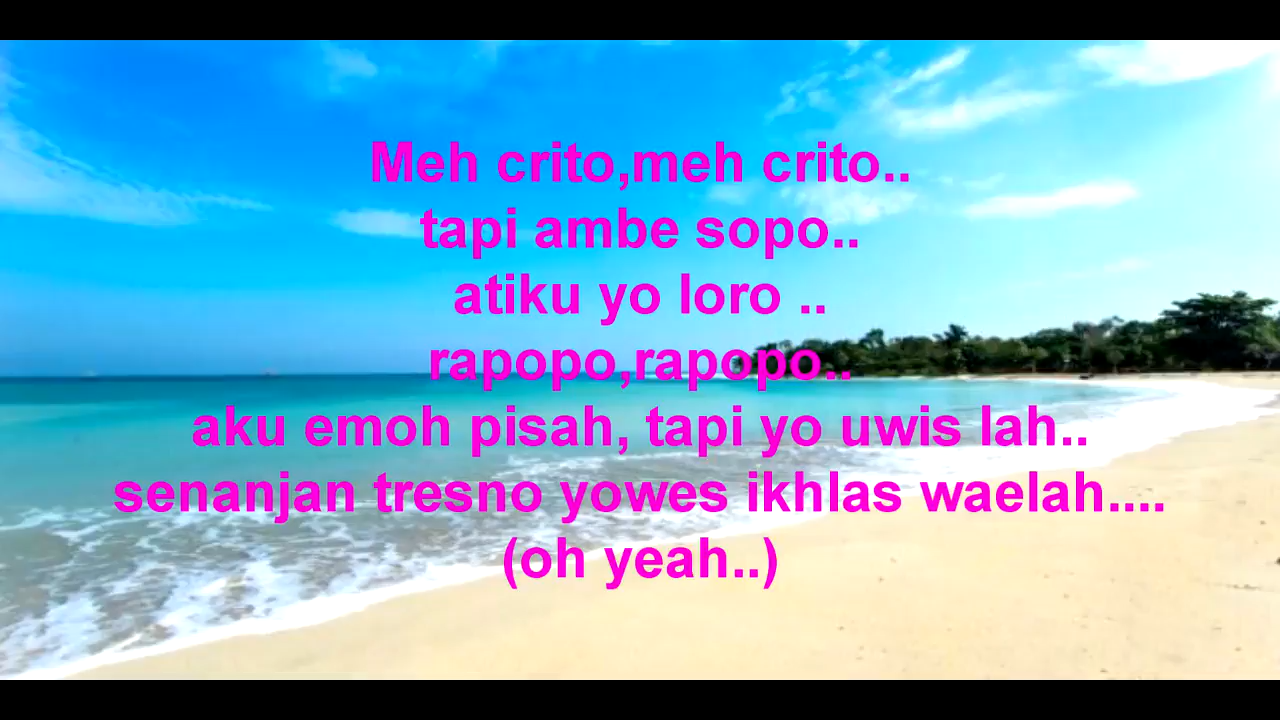 Meh crito,meh crito..
tapi ambe sopo..
atiku yo loro ..
rapopo,rapopo..
aku emoh pisah, tapi yo uwis lah..
senanjan tresno yowes ikhlas waelah....
(oh yeah..)